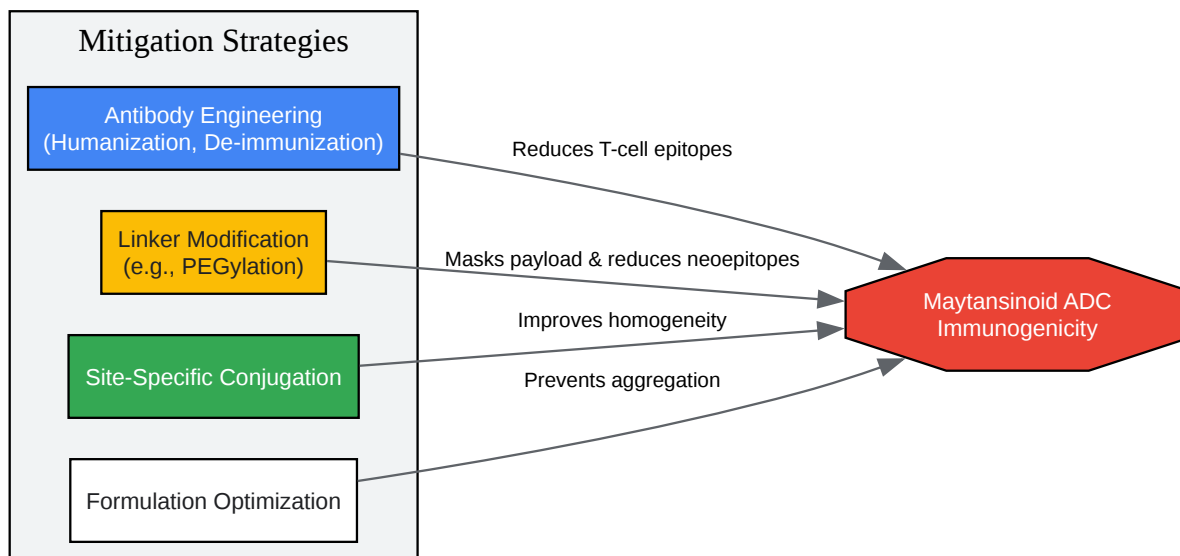 Mitigation Strategies
Antibody Engineering
(Humanization, De-immunization)
Reduces T-cell epitopes
Linker Modification
(e.g., PEGylation)
Masks payload & reduces neoepitopes
Maytansinoid ADC
Immunogenicity
Improves homogeneity
Site-Specific Conjugation
Prevents aggregation
Formulation Optimization